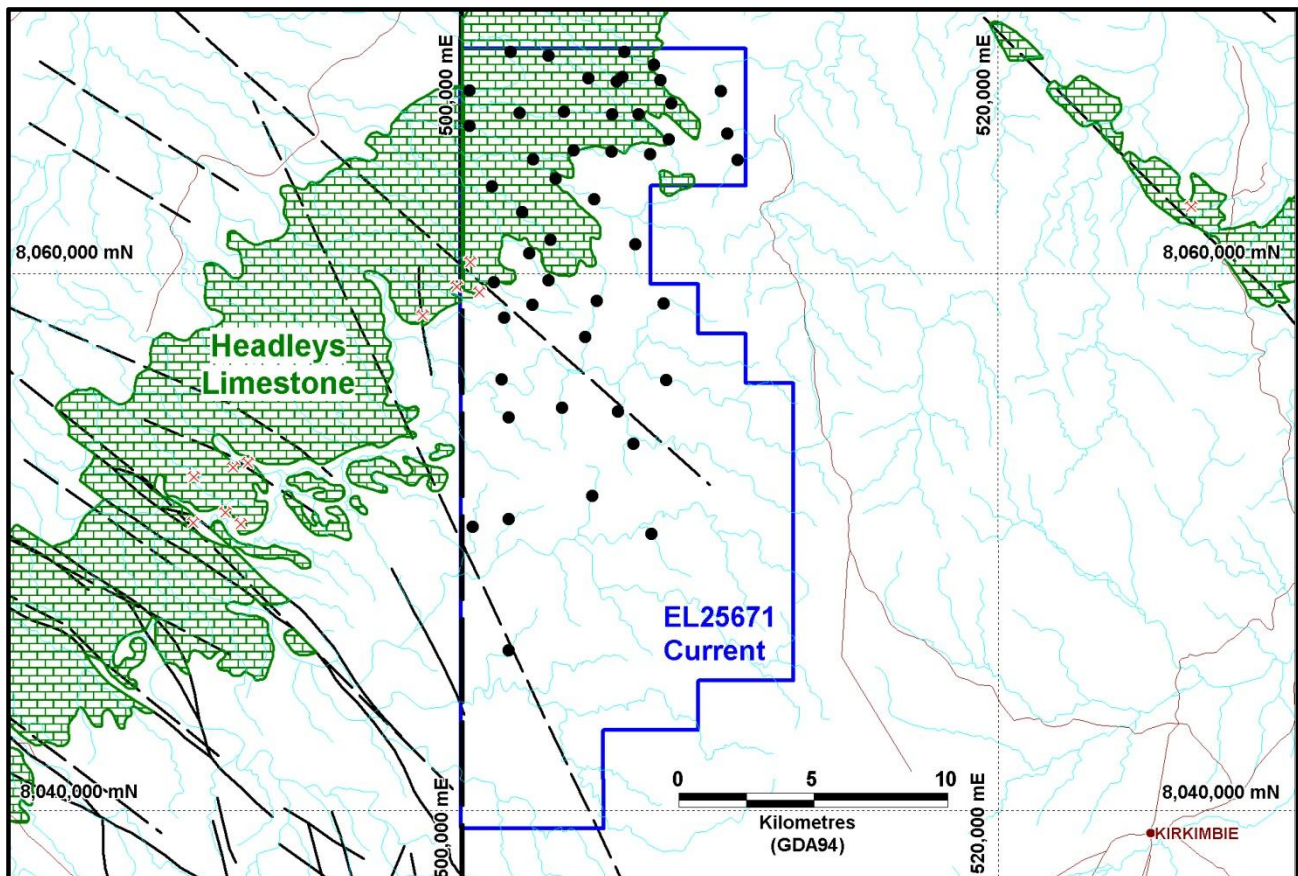 500,000 mE
520,000 mE
8,060,000 mN
8,060,000 mN
Headleys
Limestone
EL25671
Current
8,040,000 mN
500,000 mE
0 5 10
Kilometres
(GDA94)
520,000 mE
8,040,000 mN
KIRKIMBIE